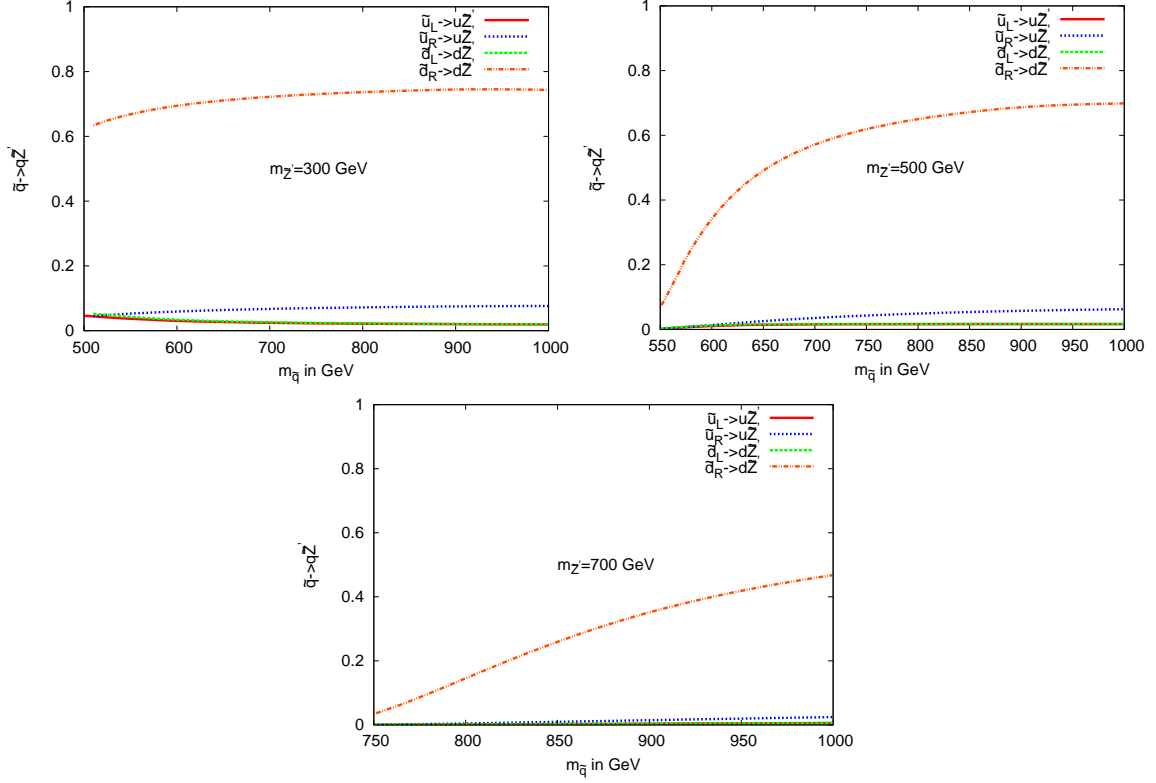 ũ_L->uZ̃'
ũ_R->uZ̃'
d̃_L->dZ̃'
d̃_R->dZ̃'
1
0.8
0.6
0.4
0.2
0
q̃->qZ̃'
m_Z̃'=300 GeV
500 600 700 800 900 1000
m_q̃ in GeV
ũ_L->uZ̃'
ũ_R->uZ̃'
d̃_L->dZ̃'
d̃_R->dZ̃'
1
0.8
0.6
0.4
0.2
0
q̃->qZ̃'
m_Z̃'=500 GeV
550 600 650 700 750 800 850 900 950 1000
m_q̃ in GeV
ũ_L->uZ̃'
ũ_R->uZ̃'
d̃_L->dZ̃'
d̃_R->dZ̃'
1
0.8
0.6
0.4
0.2
0
q̃->qZ̃'
m_Z̃'=700 GeV
750 800 850 900 950 1000
m_q̃ in GeV